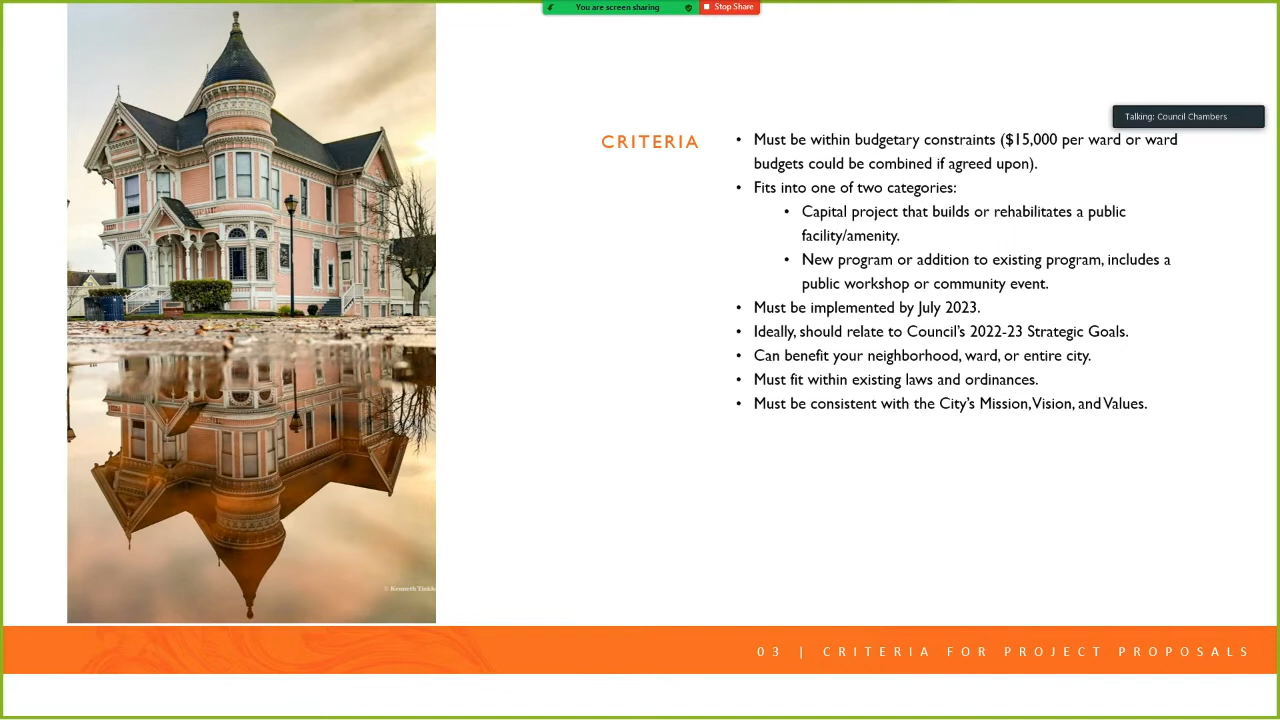 You are screen sharing
Stop Share
Talking: Council Chambers
CRITERIA
• Must be within budgetary constraints ($15,000 per ward or ward
budgets could be combined if agreed upon).
• Fits into one of two categories:
• Capital project that builds or rehabilitates a public
facility/amenity.
• New program or addition to existing program, includes a
public workshop or community event.
• Must be implemented by July 2023.
• Ideally, should relate to Council's 2022-23 Strategic Goals.
• Can benefit your neighborhood, ward, or entire city.
• Must fit within existing laws and ordinances.
• Must be consistent with the City's Mission, Vision, and Values.
© Kenneth
03 | CRITERIA FOR PROJECT PROPOSALS